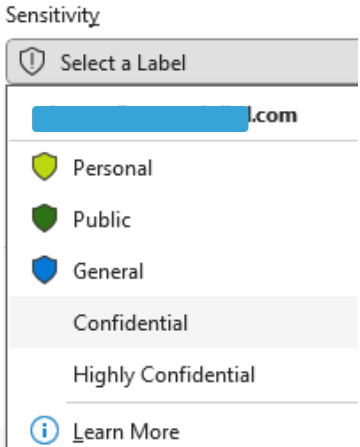 Sensitivity
Select a Label
l.com
Personal
Public
General
Confidential
Highly Confidential
Learn More